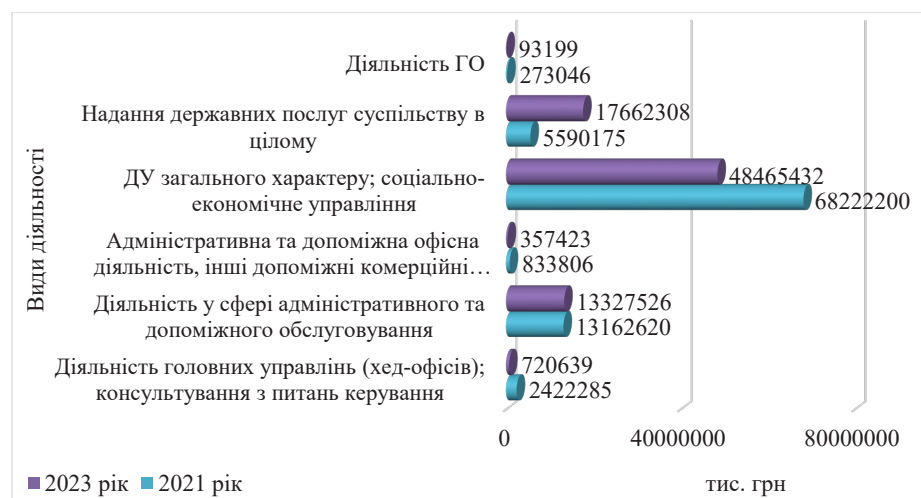 Види діяльності
Діяльність ГО
93199
273046
Надання державних послуг суспільству в
цілому
17662308
5590175
ДУ загального характеру; соціально-
економічне управління
48465432
68222200
Адміністративна та допоміжна офісна
діяльність, інші допоміжні комерційні…
357423
833806
Діяльність у сфері адміністративного та
допоміжного обслуговування
13327526
13162620
Діяльність головних управлінь (хед-офісів);
консультування з питань керування
720639
2422285
0 40000000 80000000
2023 рік 2021 рік тис. грн